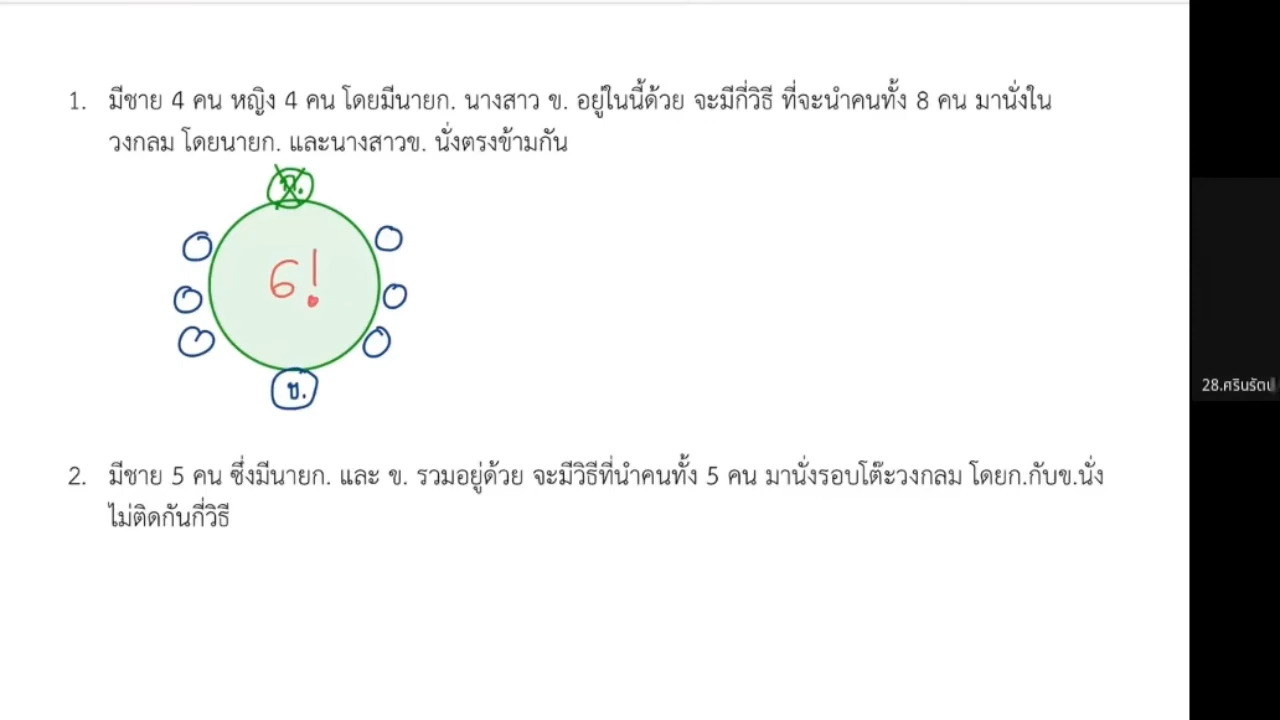 1. มีชาย 4 คน หญิง 4 คน โดยมีนายก. นางสาว ข. อยู่ในนี้ด้วย จะมีกี่วิธี ที่จะนำคนทั้ง 8 คน มานั่งใน
วงกลม โดยนายก. และนางสาวข. นั่งตรงข้ามกัน
ก.
6!
ข.
2. มีชาย 5 คน ซึ่งมีนายก. และ ข. รวมอยู่ด้วย จะมีวิธีที่นำคนทั้ง 5 คน มานั่งรอบโต๊ะวงกลม โดยก.กับข.นั่ง
ไม่ติดกันกี่วิธี
28.ศรินรัตน์